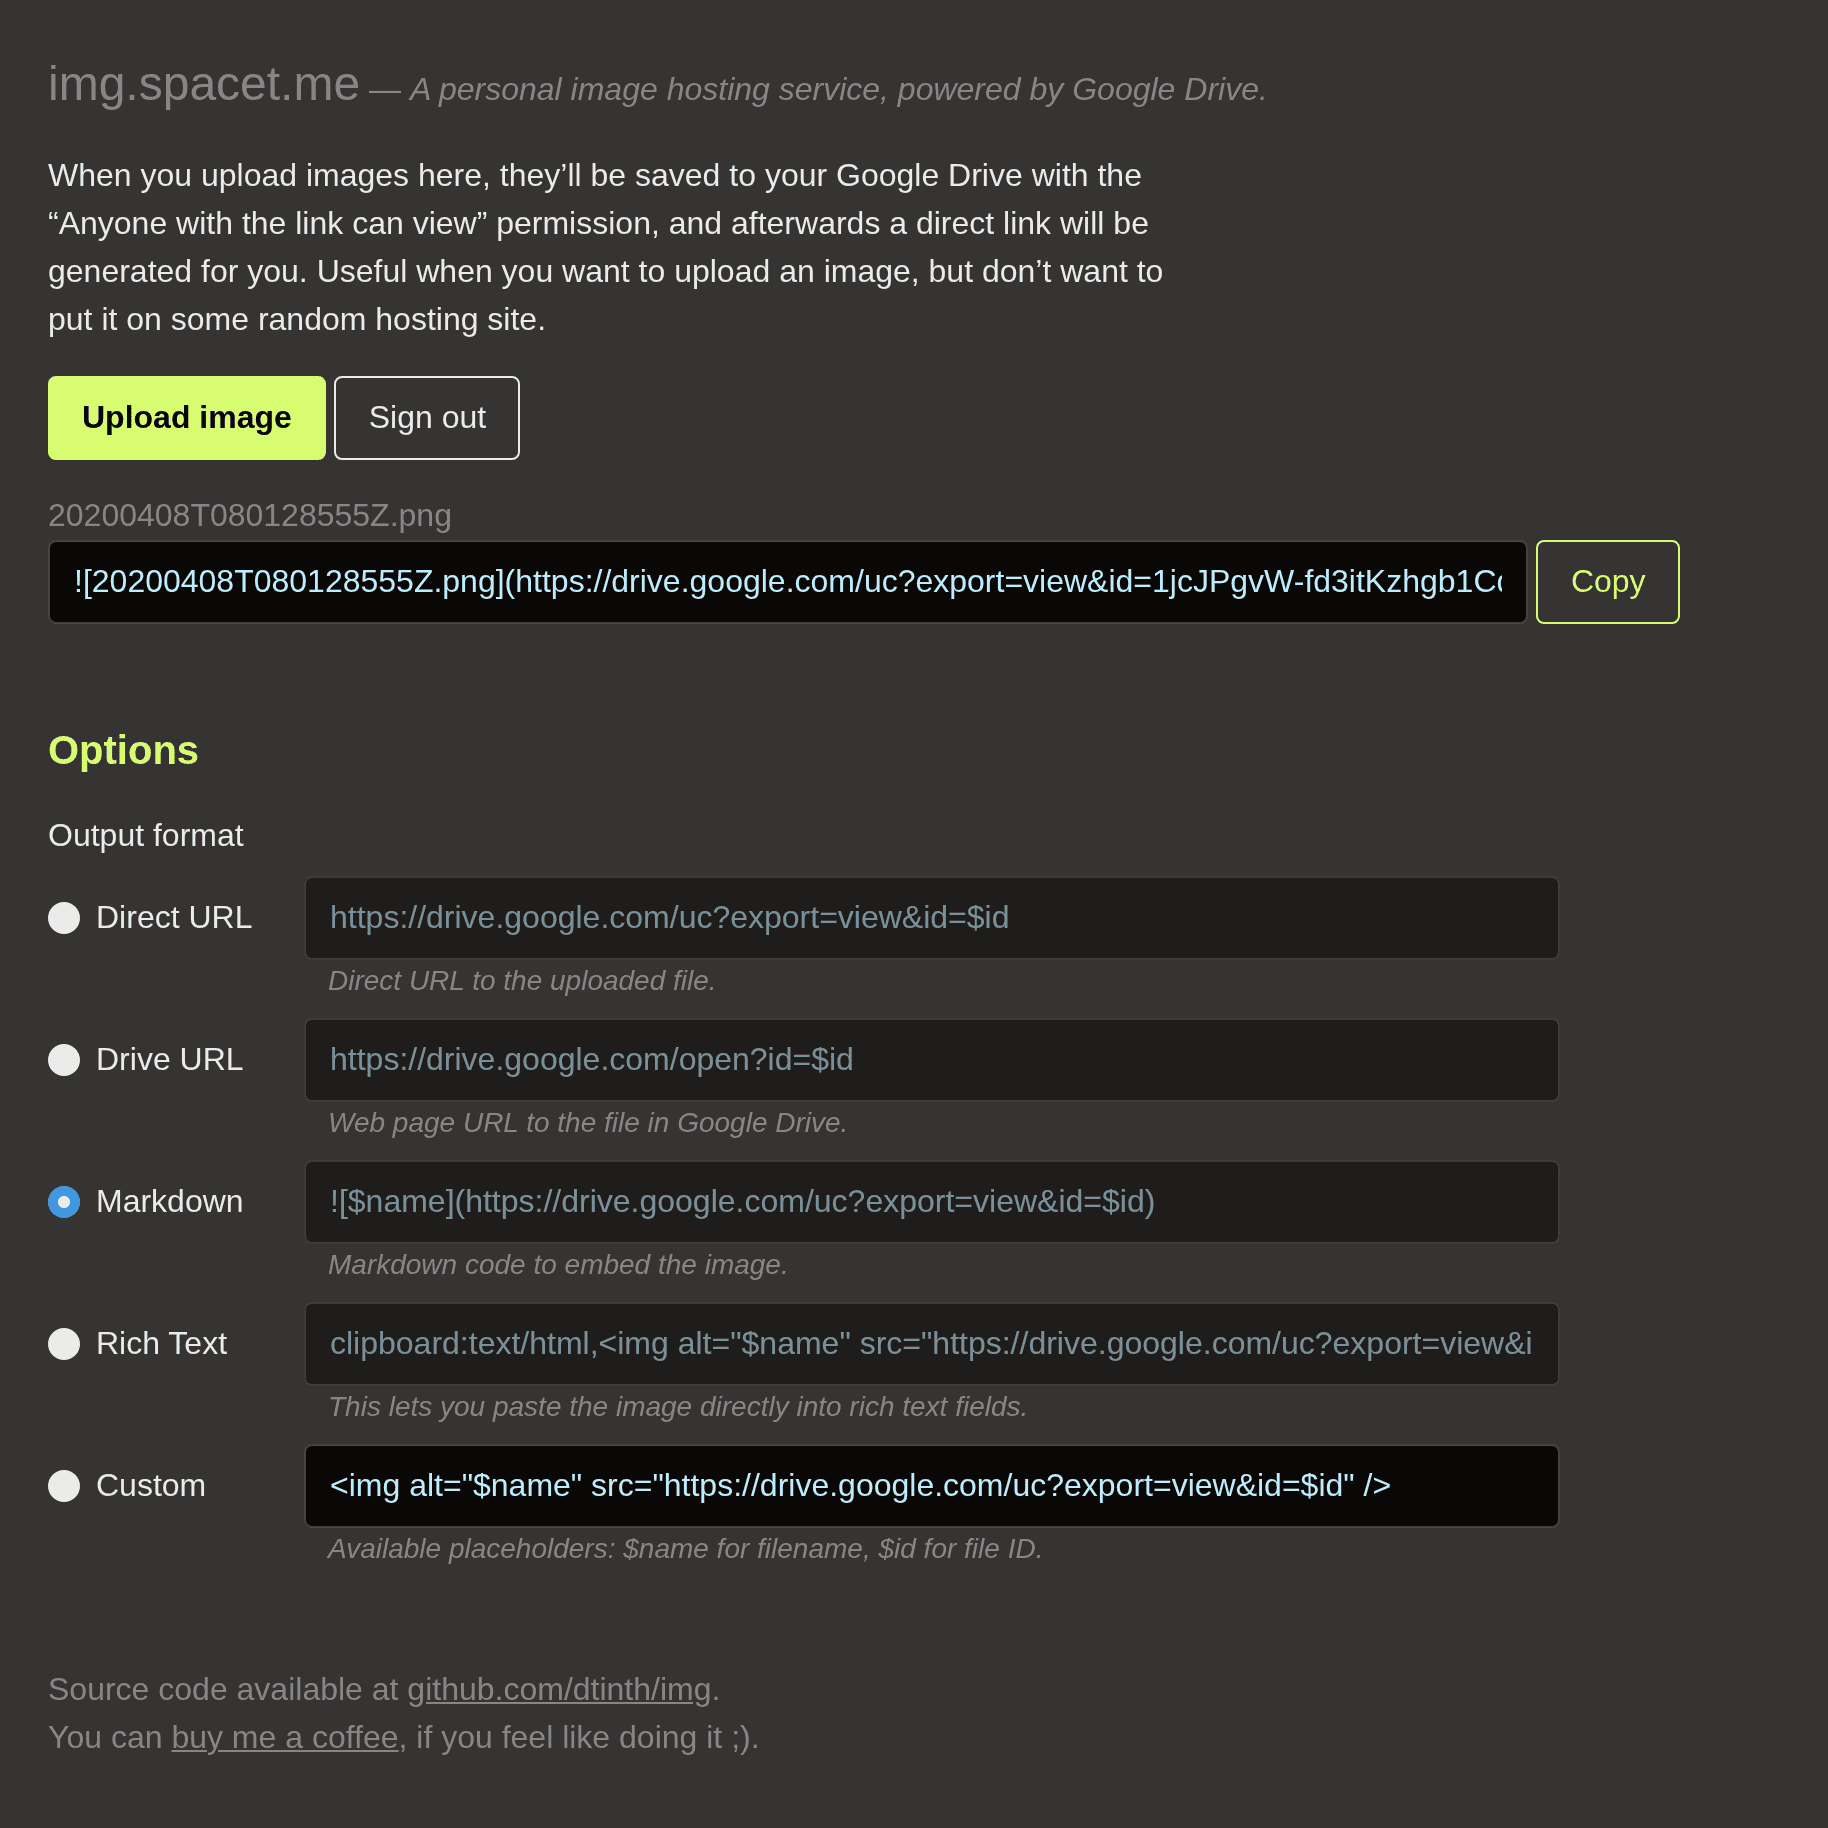 img.spacet.me — A personal image hosting service, powered by Google Drive.
When you upload images here, they’ll be saved to your Google Drive with the
“Anyone with the link can view” permission, and afterwards a direct link will be
generated for you. Useful when you want to upload an image, but don’t want to
put it on some random hosting site.
Upload image Sign out
20200408T080128555Z.png
![20200408T080128555Z.png](https://drive.google.com/uc?export=view&id=1jcJPgvW-fd3itKzhgb1C Copy
Options
Output format
Direct URL https://drive.google.com/uc?export=view&id=$id
Direct URL to the uploaded file.
Drive URL https://drive.google.com/open?id=$id
Web page URL to the file in Google Drive.
Markdown ![$name](https://drive.google.com/uc?export=view&id=$id)
Markdown code to embed the image.
Rich Text clipboard:text/html,<img alt="$name" src="https://drive.google.com/uc?export=view&i
This lets you paste the image directly into rich text fields.
Custom <img alt="$name" src="https://drive.google.com/uc?export=view&id=$id" />
Available placeholders: $name for filename, $id for file ID.
Source code available at github.com/dtinth/img.
You can buy me a coffee, if you feel like doing it ;).